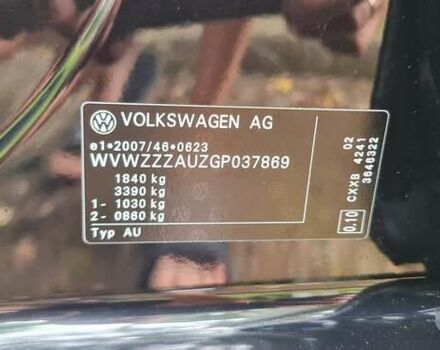 VOLKSWAGEN AG
e1*2007/46*0623
WVWZZZAUZGP037869
1840 kg
3390 kg
1- 1030 kg
2- 0860 kg
Typ AU
02
CXXB 4241
0.10 3646322